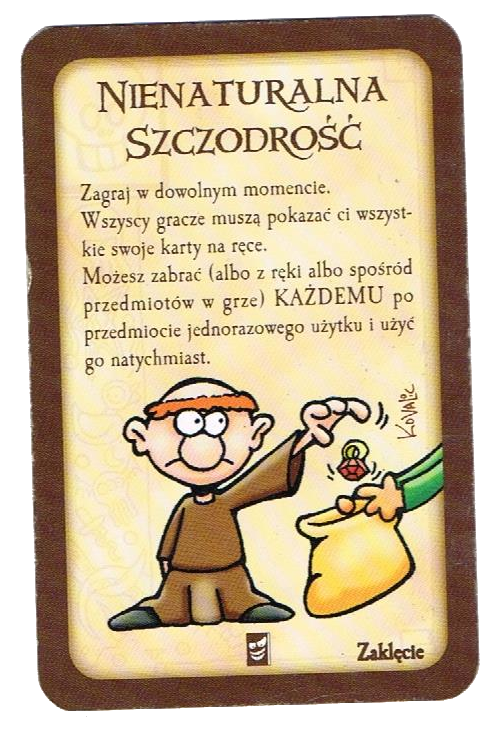 NIENATURALNA
SZCZODROŚĆ
Zagraj w dowolnym momencie.
Wszyscy gracze muszą pokazać ci wszyst-
kie swoje karty na ręce.
Możesz zabrać (albo z ręki albo spośród
przedmiotów w grze) KAŻDEMU po
przedmiocie jednorazowego użytku i użyć
go natychmiast.
KOVALIC
Zaklęcie